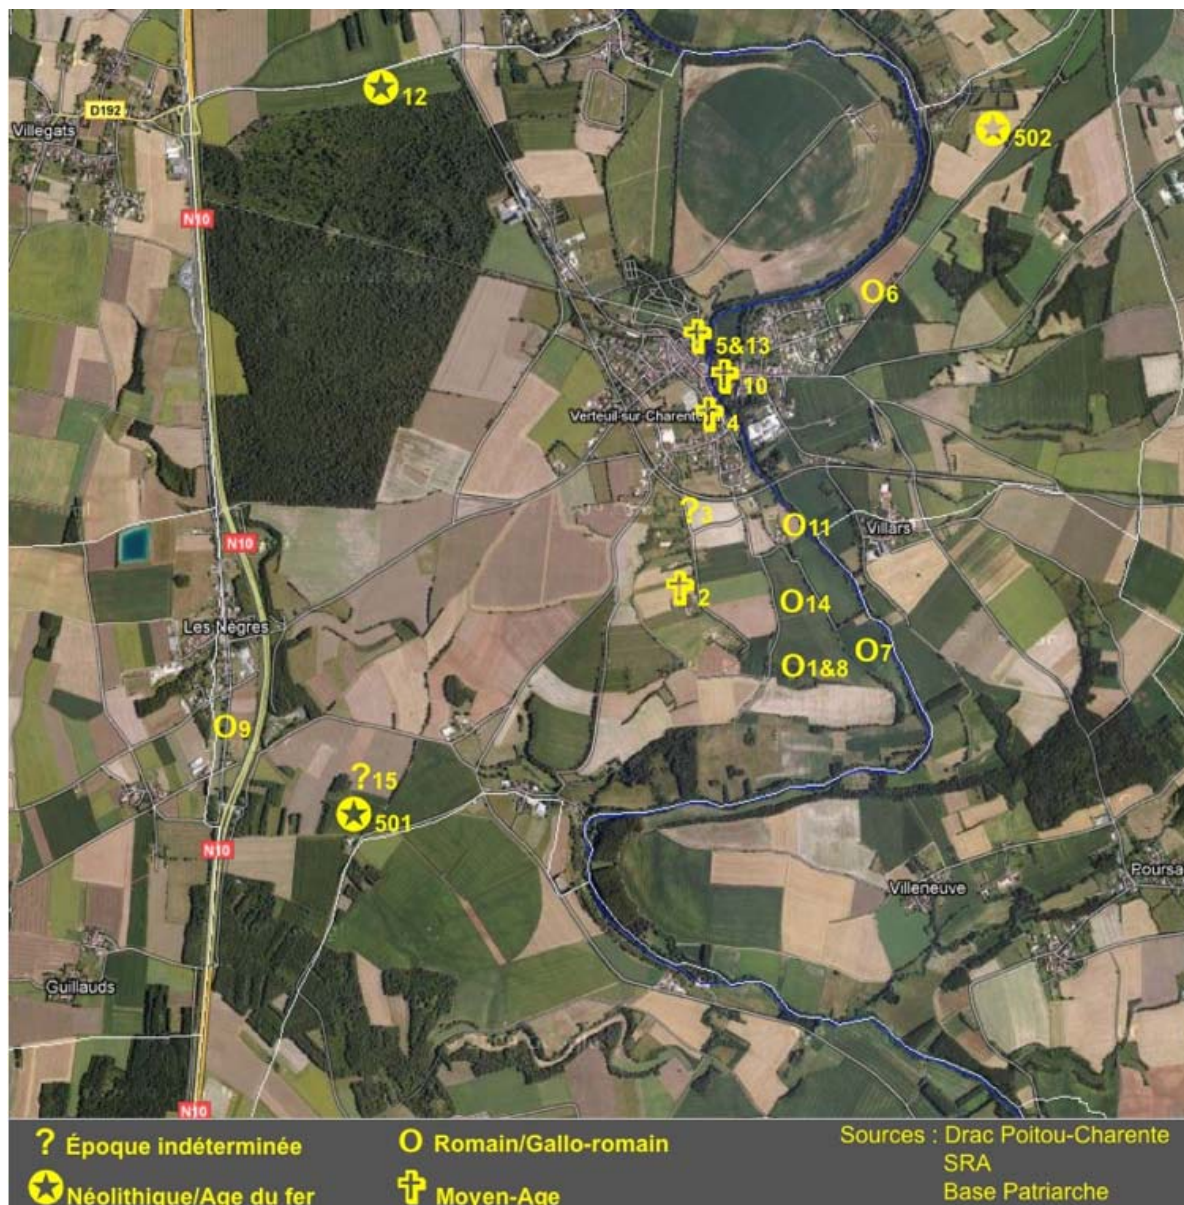 12
D192
Villegats
502
N10
O6
5&13
10
Verteuil sur Charente
4
?3
O11
Villars
N10
2
O14
Les Nègres
O7
O1&8
O9
?15
501
N10
Villeneuve
Poursa
Guillauds
N10
? Époque indéterminée
O Romain/Gallo-romain
Sources : Drac Poitou-Charente
SRA
Néolithique/Age du fer
Moyen-Age
Base Patriarche